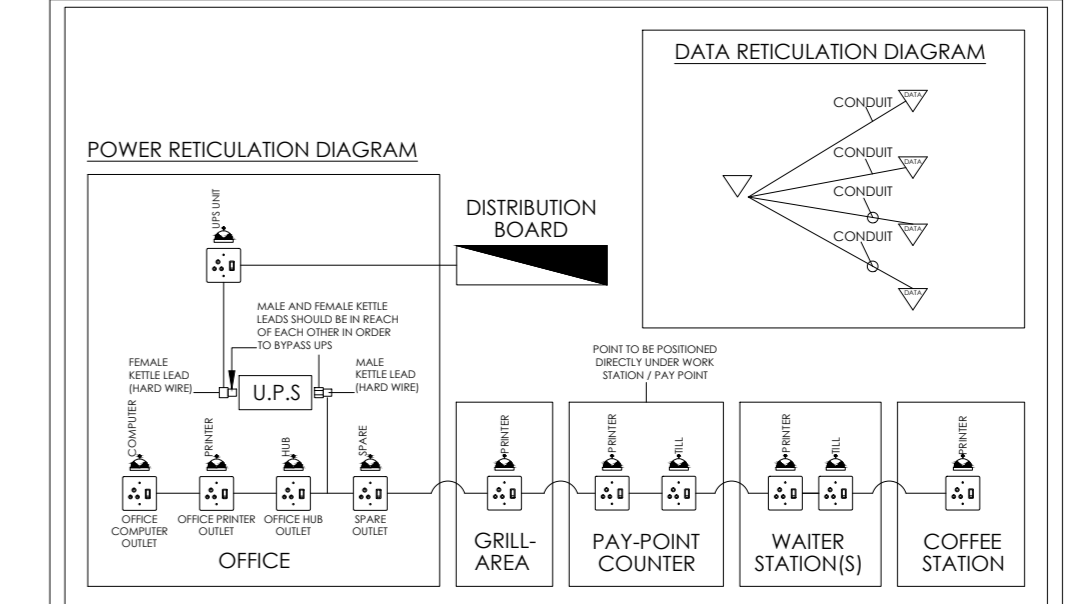 DATA RETICULATION DIAGRAM
CONDUIT
DATA
CONDUIT
DATA
CONDUIT
DATA
CONDUIT
DATA
POWER RETICULATION DIAGRAM
UPS UNIT
DISTRIBUTION
BOARD
MALE AND FEMALE KETTLE
LEADS SHOULD BE IN REACH
OF EACH OTHER IN ORDER
TO BYPASS UPS
FEMALE
KETTLE LEAD
(HARD WIRE)
U.P.S
MALE
KETTLE LEAD
(HARD WIRE)
POINT TO BE POSITIONED
DIRECTLY UNDER WORK
STATION / PAY POINT
COMPUTER
PRINTER
HUB
SPARE
PRINTER
PRINTER
TILL
PRINTER
TILL
PRINTER
OFFICE
COMPUTER
OUTLET
OFFICE PRINTER
OUTLET
OFFICE HUB
OUTLET
SPARE
OUTLET
OFFICE
GRILL-
AREA
PAY-POINT
COUNTER
WAITER
STATION(S)
COFFEE
STATION